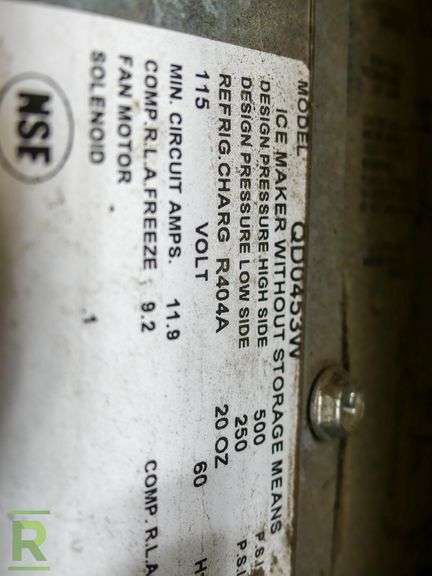 MODEL QD0453W
ICE MAKER WITHOUT STORAGE MEANS
DESIGN PRESSURE HIGH SIDE 500 P.S.I
DESIGN PRESSURE LOW SIDE 250 P.S.I
REFRIG.CHARG R404A 20 OZ
115 VOLT 60 H
MIN. CIRCUIT AMPS. 11.9
COMP.R.L.A.FREEZE 9.2 COMP.R.L.A
FAN MOTOR
SOLENOID .1
NSF
R